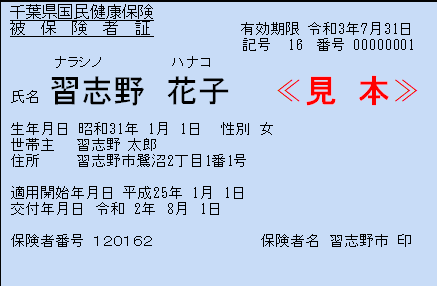 千葉県国民健康保険
被保険者証
有効期限 令和3年7月31日
記号 16 番号 00000001
ナラシノ ハナコ
氏名 習志野 花子 ≪見本≫
生年月日 昭和31年 1月 1日 性別 女
世帯主 習志野 太郎
住所 習志野市鷺沼2丁目1番1号
適用開始年月日 平成25年 1月 1日
交付年月日 令和 2年 8月 1日
保険者番号 120162 保険者名 習志野市 印